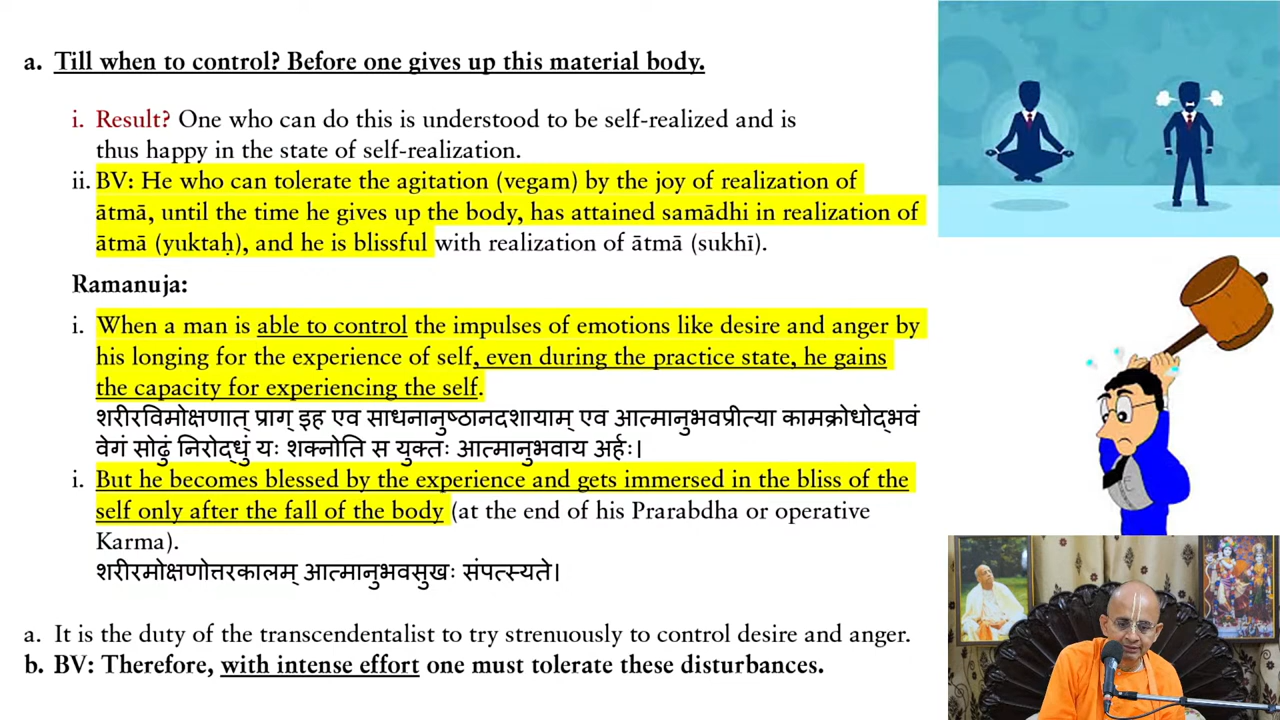 a. Till when to control? Before one gives up this material body.
i. Result? One who can do this is understood to be self-realized and is
thus happy in the state of self-realization.
ii. BV: He who can tolerate the agitation (vegam) by the joy of realization of
ātmā, until the time he gives up the body, has attained samādhi in realization of
ātmā (yuktaḥ), and he is blissful with realization of ātmā (sukhī).
Ramanuja:
i. When a man is able to control the impulses of emotions like desire and anger by
his longing for the experience of self, even during the practice state, he gains
the capacity for experiencing the self.
शरीरविमोक्षणात् प्राग् इह एव साधनानुष्ठानदशायाम् एव आत्मानुभवप्रीत्या कामक्रोधोद्भवं
वेगं सोढुं निरोद्धुं यः शक्नोति स युक्तः आत्मानुभवाय अर्हः।
i. But he becomes blessed by the experience and gets immersed in the bliss of the
self only after the fall of the body (at the end of his Prarabdha or operative
Karma).
शरीरमोक्षणोत्तरकालम् आत्मानुभवसुखः संपत्स्यते।
a. It is the duty of the transcendentalist to try strenuously to control desire and anger.
b. BV: Therefore, with intense effort one must tolerate these disturbances.